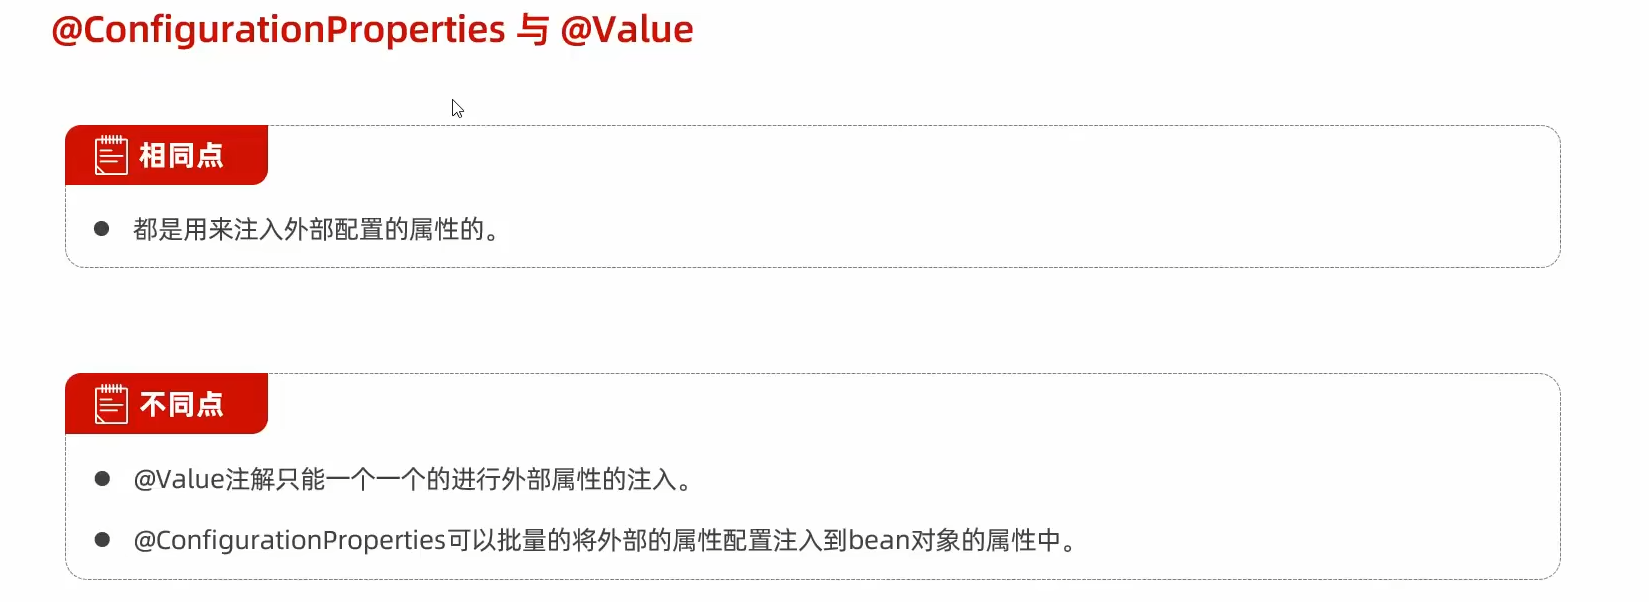 @ConfigurationProperties 与 @Value
相同点
都是用来注入外部配置的属性的。
不同点
@Value注解只能一个一个的进行外部属性的注入。
@ConfigurationProperties可以批量的将外部的属性配置注入到bean对象的属性中。